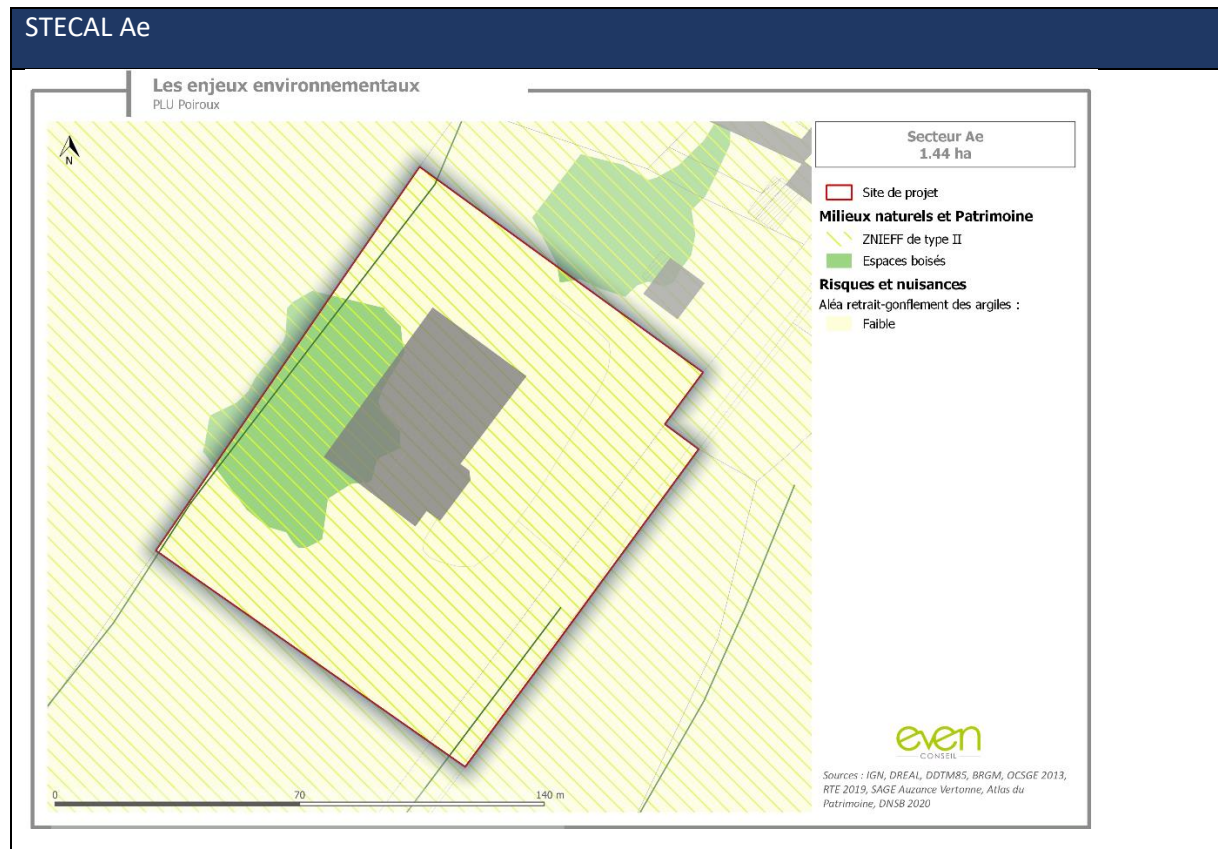 STECAL Ae
Les enjeux environnementaux
PLU Poiroux
N
Secteur Ae
1.44 ha
Site de projet
Milieux naturels et Patrimoine
ZNIEFF de type II
Espaces boisés
Risques et nuisances
Aléa retrait-gonflement des argiles :
Faible
even
CONSEIL
Sources : IGN, DREAL, DDTM85, BRGM, OCSGE 2013,
RTE 2019, SAGE Auzance Vertonne, Atlas du
Patrimoine, DNSB 2020
0 70 140 m